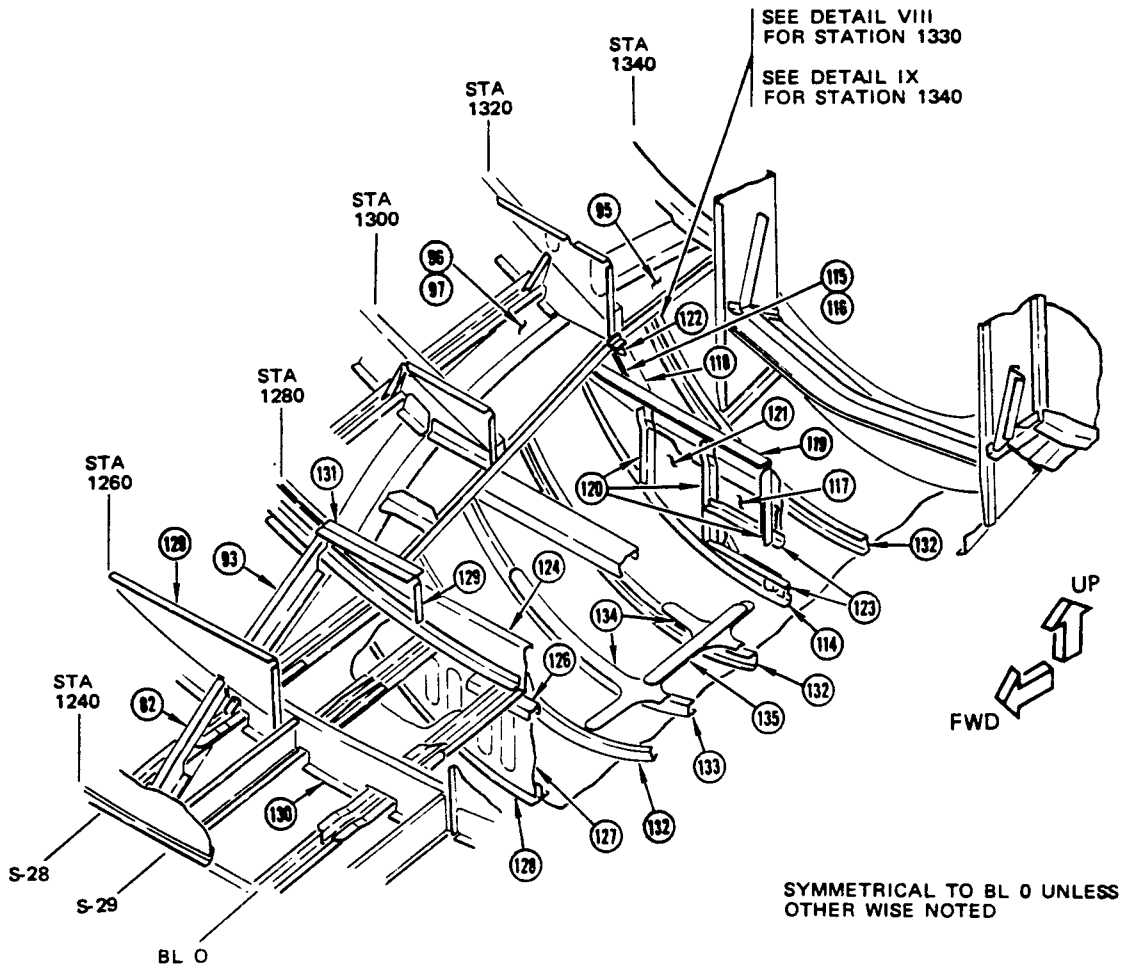 SEE DETAIL VIII
FOR STATION 1330
SEE DETAIL IX
FOR STATION 1340
STA
1340
STA
1320
STA
1300
STA
1280
STA
1260
STA
1240
95
96
97
115
116
122
118
121
119
120
117
131
93
128
129
124
134
123
114
132
126
132
135
133
92
130
127
132
128
UP
FWD
S-28
S-29
BL 0
SYMMETRICAL TO BL 0 UNLESS
OTHER WISE NOTED